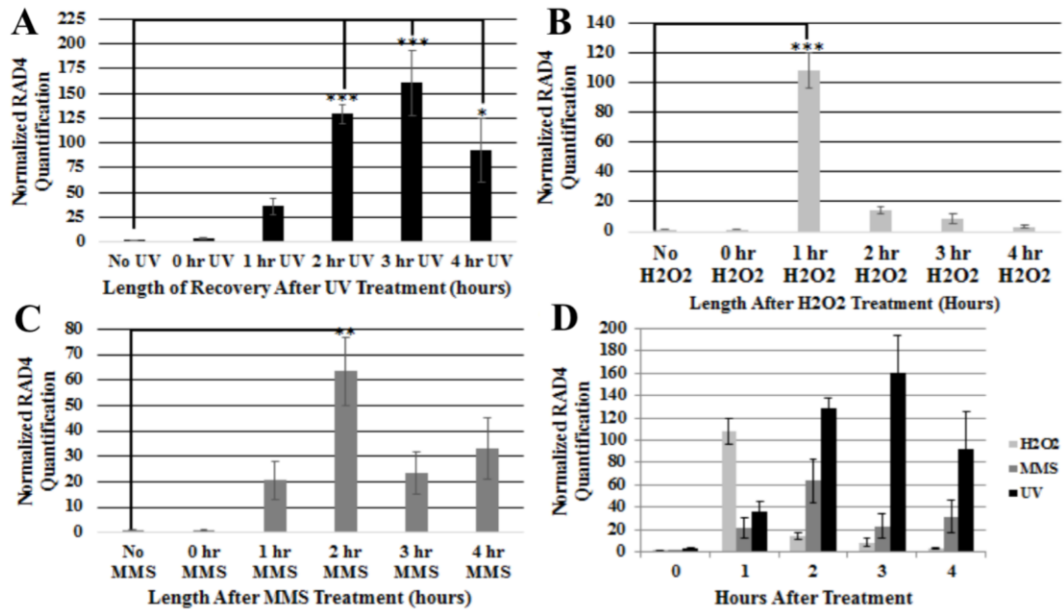 A
Normalized RAD4
Quantification
225
200
175
150
125
100
75
50
25
0
***
***
*
No UV 0 hr UV 1 hr UV 2 hr UV 3 hr UV 4 hr UV
Length of Recovery After UV Treatment (hours)
B
Normalized RAD4
Quantification
140
120
100
80
60
40
20
0
***
No 0 hr 1 hr 2 hr 3 hr 4 hr
H2O2 H2O2 H2O2 H2O2 H2O2 H2O2
Length After H2O2 Treatment (Hours)
C
Normalized RAD4
Quantification
80
70
60
50
40
30
20
10
0
**
No 0 hr 1 hr 2 hr 3 hr 4 hr
MMS MMS MMS MMS MMS MMS
Length After MMS Treatment (hours)
D
Normalized RAD4
Quantification
200
180
160
140
120
100
80
60
40
20
0
0 1 2 3 4
Hours After Treatment
H2O2
MMS
UV